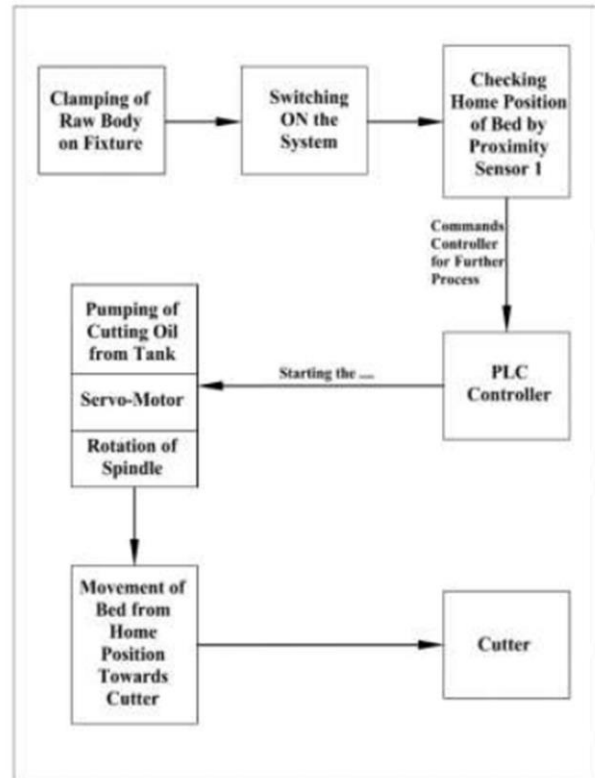 Clamping of
Raw Body
on Fixture
Switching
ON the
System
Checking
Home Position
of Bed by
Proximity
Sensor 1
Commands
Controller
for Further
Process
PLC
Controller
Starting the ....
Pumping of
Cutting Oil
from Tank
Servo-Motor
Rotation of
Spindle
Movement of
Bed from
Home
Position
Towards
Cutter
Cutter